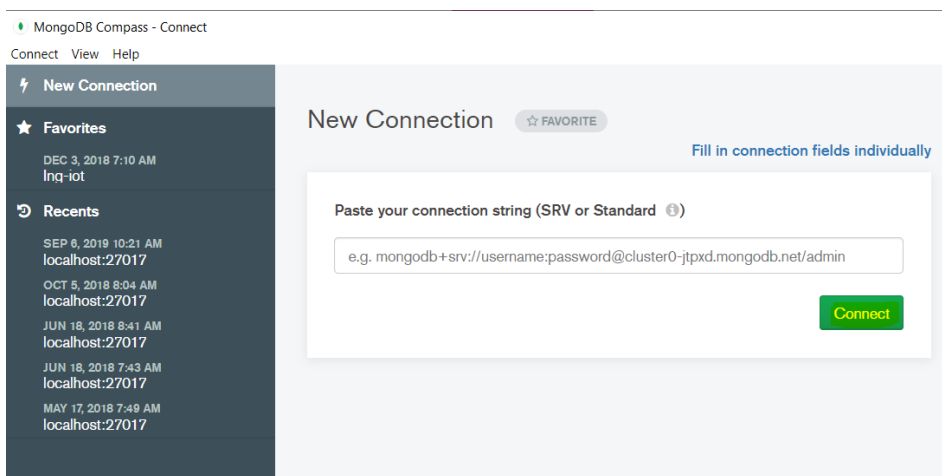 MongoDB Compass - Connect
Connect View Help
New Connection
Favorites
DEC 3, 2018 7:10 AM
lng-iot
Recents
SEP 6, 2019 10:21 AM
localhost:27017
OCT 5, 2018 8:04 AM
localhost:27017
JUN 18, 2018 8:41 AM
localhost:27017
JUN 18, 2018 7:43 AM
localhost:27017
MAY 17, 2018 7:49 AM
localhost:27017
New Connection
FAVORITE
Fill in connection fields individually
Paste your connection string (SRV or Standard )
e.g. mongodb+srv://username:password@cluster0-jtpxd.mongodb.net/admin
Connect